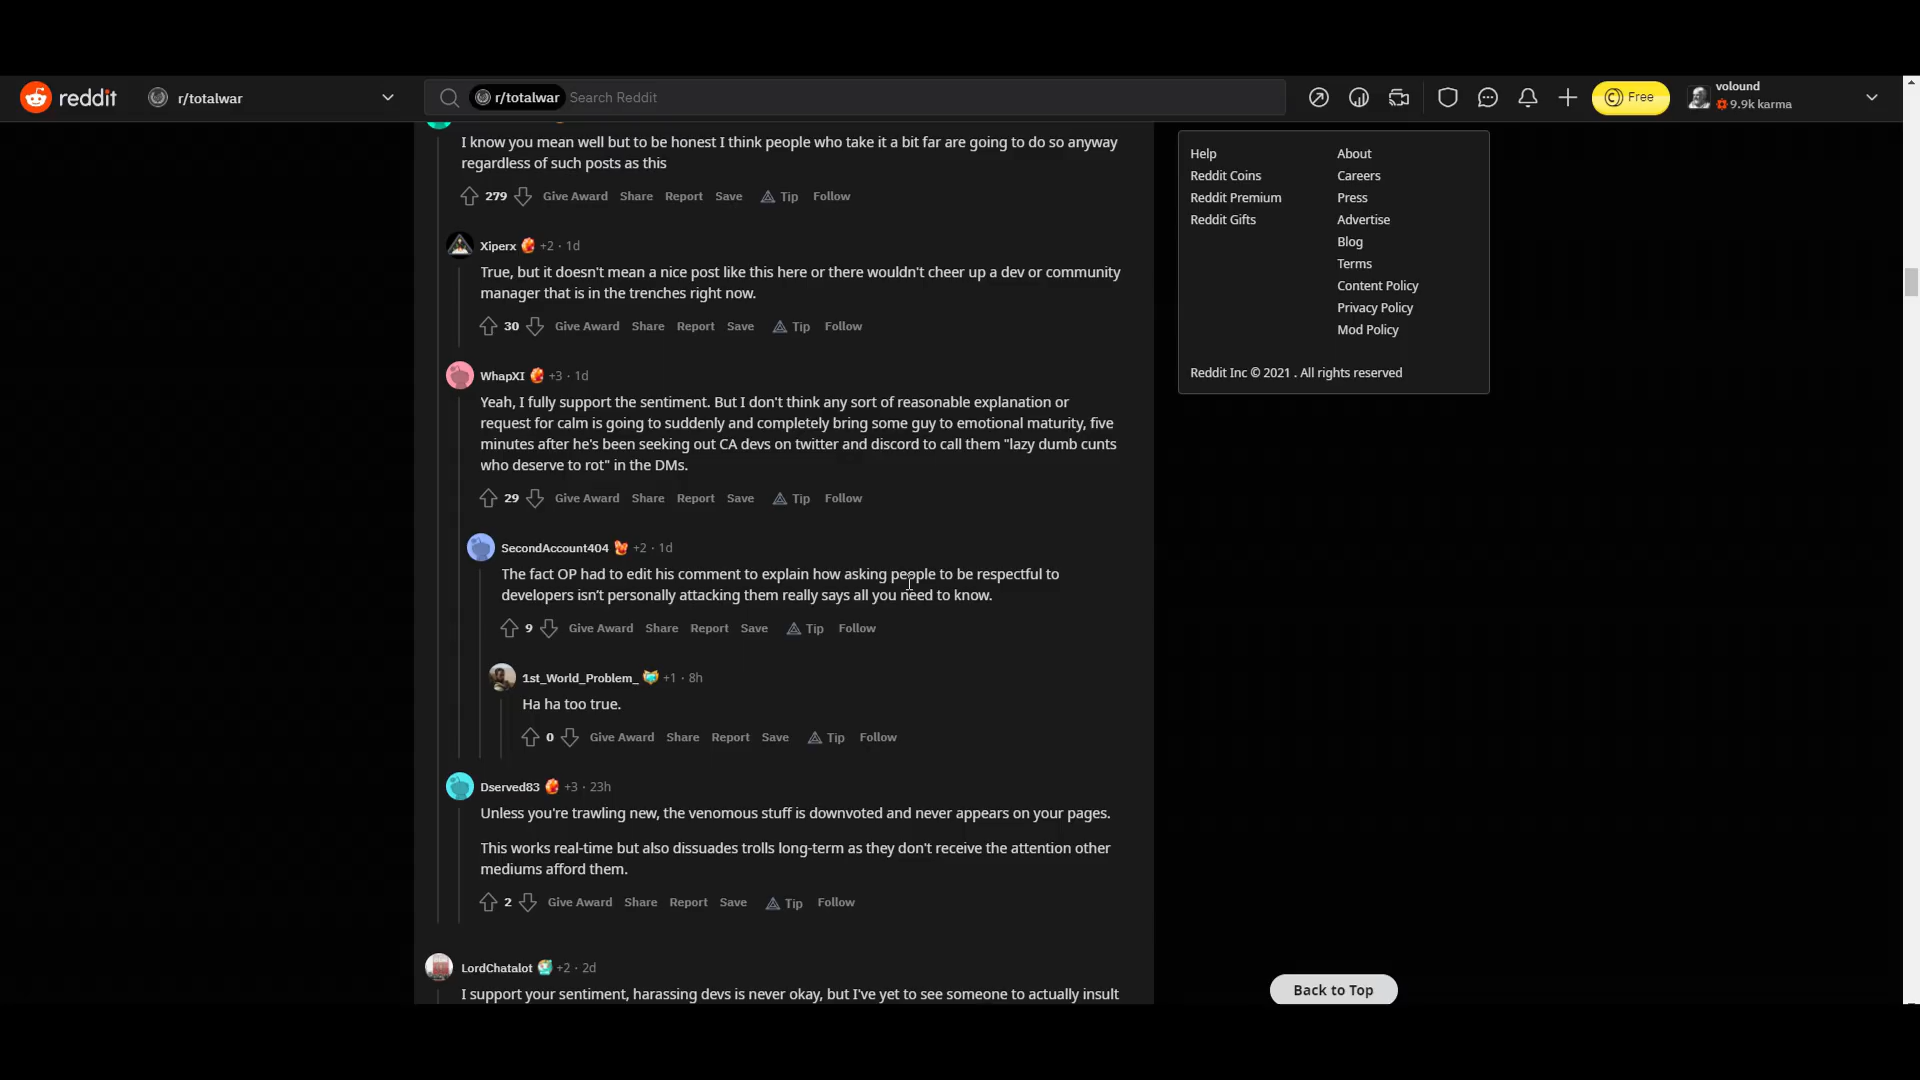 reddit
r/totalwar
r/totalwar Search Reddit
Free
volound
9.9k karma
I know you mean well but to be honest I think people who take it a bit far are going to do so anyway
regardless of such posts as this
279 Give Award Share Report Save Tip Follow
Xiperx +2 · 1d
True, but it doesn't mean a nice post like this here or there wouldn't cheer up a dev or community
manager that is in the trenches right now.
30 Give Award Share Report Save Tip Follow
WhapXI +3 · 1d
Yeah, I fully support the sentiment. But I don't think any sort of reasonable explanation or
request for calm is going to suddenly and completely bring some guy to emotional maturity, five
minutes after he's been seeking out CA devs on twitter and discord to call them "lazy dumb cunts
who deserve to rot" in the DMs.
29 Give Award Share Report Save Tip Follow
SecondAccount404 +2 · 1d
The fact OP had to edit his comment to explain how asking people to be respectful to
developers isn’t personally attacking them really says all you need to know.
9 Give Award Share Report Save Tip Follow
1st_World_Problem_ +1 · 8h
Ha ha too true.
0 Give Award Share Report Save Tip Follow
Dserved83 +3 · 23h
Unless you're trawling new, the venomous stuff is downvoted and never appears on your pages.
This works real-time but also dissuades trolls long-term as they don't receive the attention other
mediums afford them.
2 Give Award Share Report Save Tip Follow
LordChatalot +2 · 2d
I support your sentiment, harassing devs is never okay, but I've yet to see someone to actually insult
Help
Reddit Coins
Reddit Premium
Reddit Gifts
About
Careers
Press
Advertise
Blog
Terms
Content Policy
Privacy Policy
Mod Policy
Reddit Inc © 2021 . All rights reserved
Back to Top